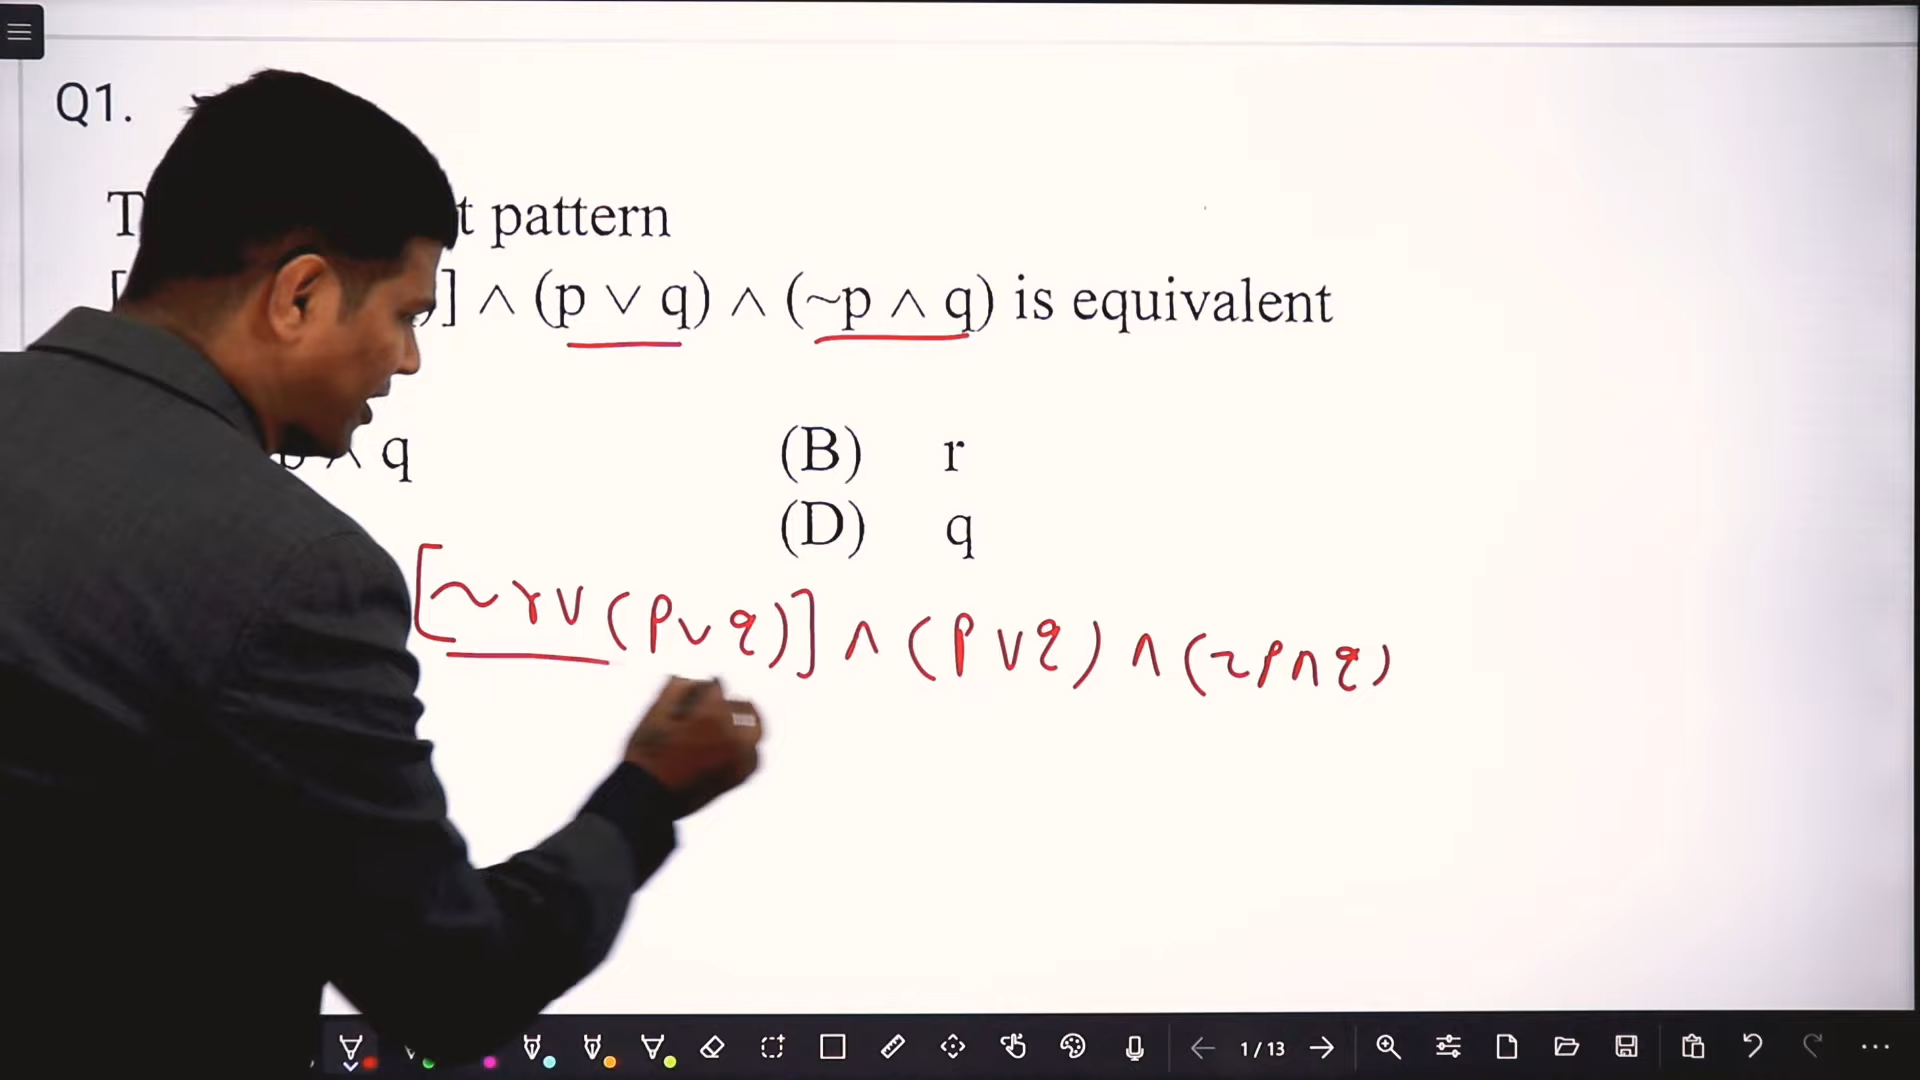 Q1.
pattern
] ∧ (p ∨ q) ∧ (~p ∧ q) is equivalent
∧ q (B) r
(D) q
[~r∨(p∨q)] ∧ (p∨q) ∧ (~p∧q)
1 / 13